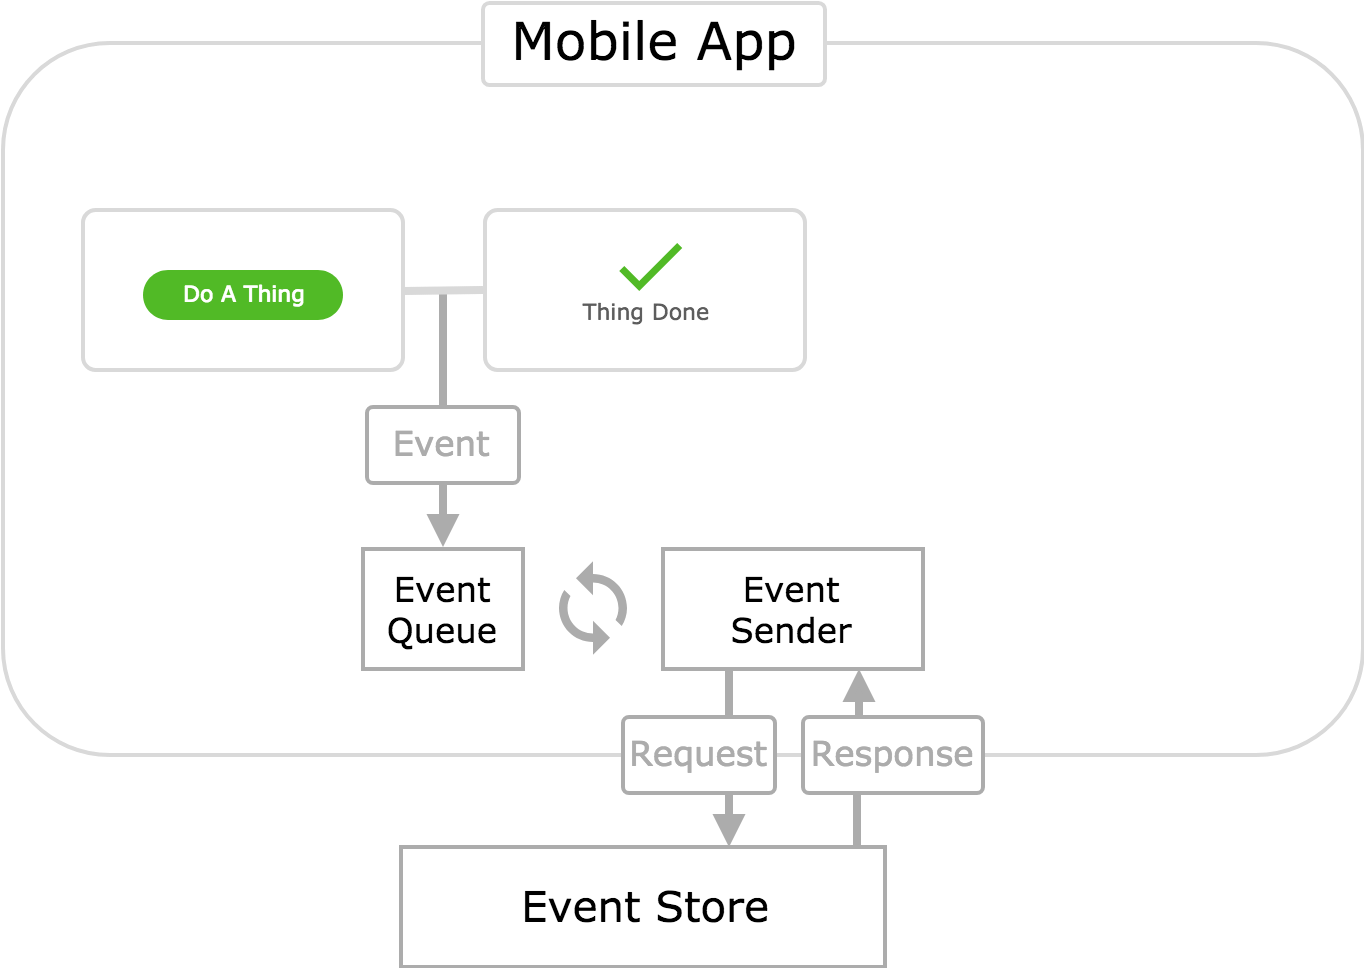 Mobile App
Do A Thing
Thing Done
Event
Event
Queue
Event
Sender
Request
Response
Event Store